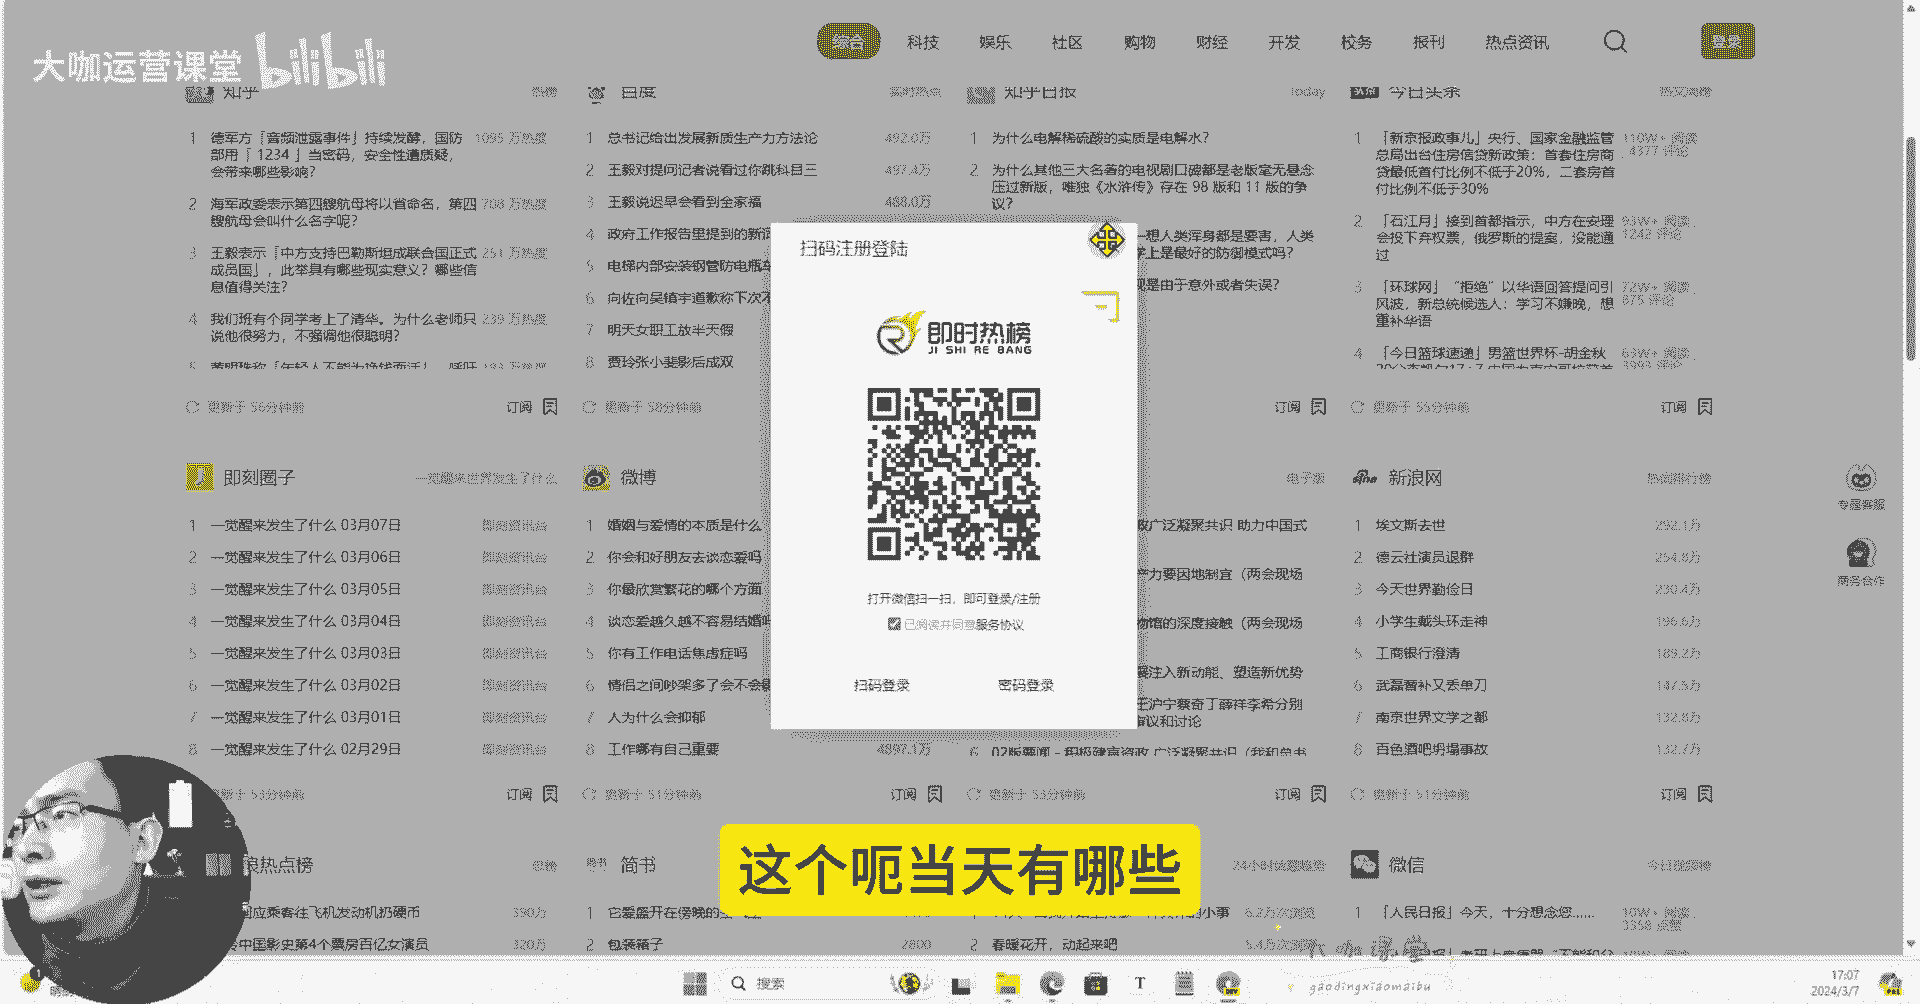 大咖运营课堂 bilibili
综合 科技 娱乐 社区 购物 财经 开发 校务 报刊 热点资讯 登录
知乎 热榜
1 德军方「音频泄露事件」持续发酵，国防 1095 万热度
部用「 1234 」当密码，安全性遭质疑，
会带来哪些影响？
2 海军政委表示第四艘航母将以省命名，第四 708 万热度
艘航母会叫什么名字呢？
3 王毅表示「中方支持巴勒斯坦成联合国正式 251 万热度
成员国」，此举具有哪些现实意义？哪些信
息值得关注？
4 我们班有个同学考上了清华，为什么老师只 239 万热度
说他很努力，不强调他很聪明？
更新于 56分钟前 订阅
百度 实时热点
1 总书记给出发展新质生产力方法论 492.0万
2 王毅对提问记者说看过你跳科目三 497.4万
3 王毅说迟早会看到全家福 488.0万
4 政府工作报告里提到的新词
5 电梯内部安装钢管防电瓶车
6 向佐向吴镇宇道歉称下次不
7 明天女职工放半天假
8 贾玲张小斐影后成双
更新于 58分钟前
知乎日报 Today
1 为什么电解稀硫酸的实质是电解水？
2 为什么其他三大名著的电视剧口碑都是老版毫无悬念
压过新版，唯独《水浒传》存在 98 版和 11 版的争
议？
想人类浑身都是要害，人类
上是最好的防御模式吗？
现是由于意外或者失误？
订阅
今日头条 热文周榜
1 「新京报政事儿」央行、国家金融监管 110W+ 阅读，
总局出台住房信贷新政策：首套住房商 4377 评论
贷最低首付比例不低于20%，二套房首
付比例不低于30%
2 「石江月」接到首都指示，中方在安理 93W+ 阅读，
会投下弃权票，俄罗斯的提案，没能通 1242 评论
过
3 「环球网」“拒绝”以华语回答提问引 72W+ 阅读，
风波，新总统候选人：学习不嫌晚，想 875 评论
重补华语
4 「今日篮球速递」男篮世界杯-胡金秋 63W+ 阅读，
更新于 55分钟前 订阅
扫码注册登陆
即时热榜
JI SHI RE BANG
打开微信扫一扫，即可登录/注册
已阅读并同意服务协议
扫码登录 密码登录
即刻圈子 一觉醒来世界发生了什么
1 一觉醒来发生了什么 03月07日 即刻资讯台
2 一觉醒来发生了什么 03月06日 即刻资讯台
3 一觉醒来发生了什么 03月05日 即刻资讯台
4 一觉醒来发生了什么 03月04日 即刻资讯台
5 一觉醒来发生了什么 03月03日 即刻资讯台
6 一觉醒来发生了什么 03月02日 即刻资讯台
7 一觉醒来发生了什么 03月01日 即刻资讯台
8 一觉醒来发生了什么 02月29日 即刻资讯台
更新于 53分钟前 订阅
微博
1 婚姻与爱情的本质是什么
2 你会和好朋友去谈恋爱吗
3 你最欣赏繁花的哪个方面
4 谈恋爱越久越不容易结婚吗
5 你有工作电话焦虑症吗
6 情侣之间吵架多了会不会影
7 人为什么会抑郁
8 工作哪有自己重要 4897.1万
更新于 51分钟前 订阅
电子版
政广泛凝聚共识 助力中国式
产力要因地制宜（两会现场
物馆的深度接触（两会现场
展注入新动能、塑造新优势
王沪宁蔡奇丁薛祥李希分别
审议和讨论
6 02版要闻 - 积极建言资政 广泛凝聚共识（我和总书
更新于 53分钟前 订阅
新浪网 热词排行榜
1 埃文斯去世 292.1万
2 德云社演员退群 254.8万
3 今天世界勤俭日 230.4万
4 小学生戴头环走神 196.6万
5 工商银行澄清 189.2万
6 武磊替补又丢单刀 147.5万
7 南京世界文学之都 132.8万
8 百色酒吧坍塌事故 132.7万
更新于 51分钟前 订阅
专属客服
商务合作
浪热点榜
回应乘客往飞机发动机扔硬币 390万
中国影史第4个票房百亿女演员 320万
简书
1 它爱盛开在傍晚的
2 包装箱子 2800
小事 6.2万次浏览
2 春暖花开，动起来吧 5.4万次浏览
微信
1 「人民日报」今天，十分想念您…… 10W+ 阅读，
3358 点赞
这个呃当天有哪些
大咖课堂
gaodingxiaomaibu
搜索
17:07
2024/3/7